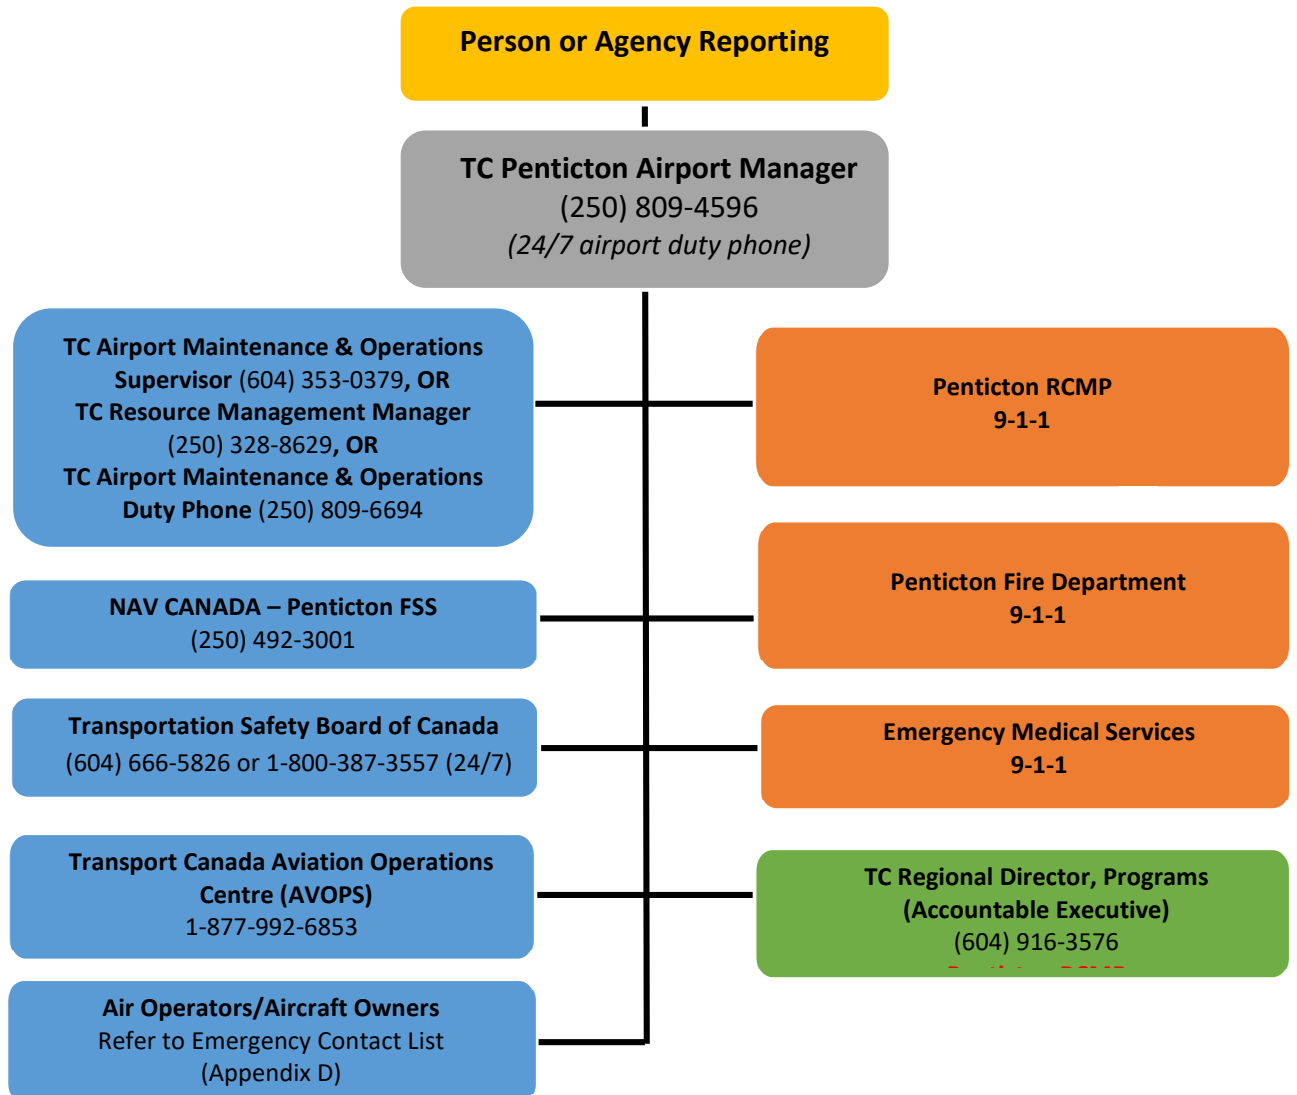 Person or Agency Reporting
TC Penticton Airport Manager
(250) 809-4596
(24/7 airport duty phone)
TC Airport Maintenance & Operations
Supervisor (604) 353-0379, OR
TC Resource Management Manager
(250) 328-8629, OR
TC Airport Maintenance & Operations
Duty Phone (250) 809-6694
Penticton RCMP
9-1-1
NAV CANADA – Penticton FSS
(250) 492-3001
Penticton Fire Department
9-1-1
Transportation Safety Board of Canada
(604) 666-5826 or 1-800-387-3557 (24/7)
Emergency Medical Services
9-1-1
Transport Canada Aviation Operations
Centre (AVOPS)
1-877-992-6853
TC Regional Director, Programs
(Accountable Executive)
(604) 916-3576
Air Operators/Aircraft Owners
Refer to Emergency Contact List
(Appendix D)